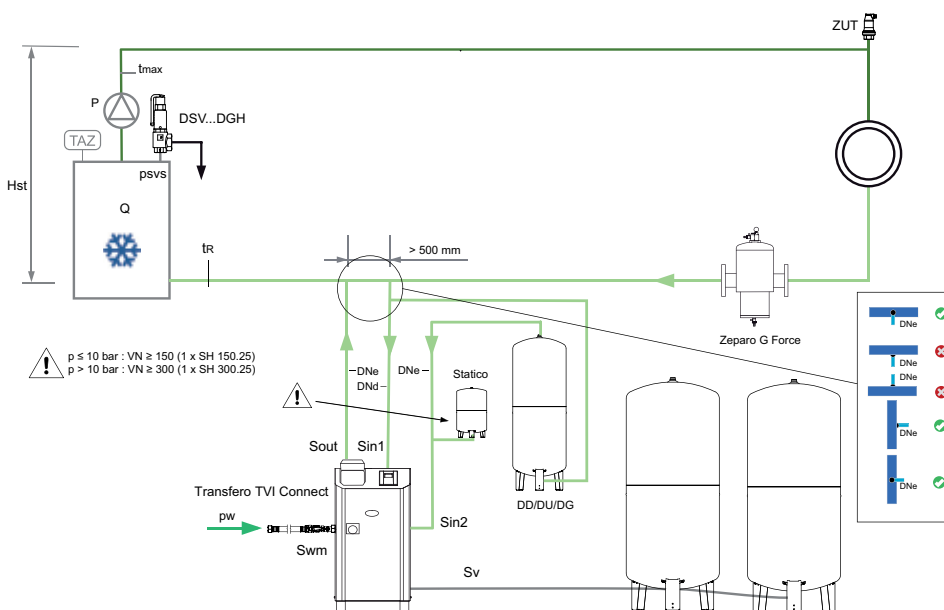 ZUT
tmax
P
DSV...DGH
TAZ
psvs
Hst
Q
tR
> 500 mm
Zeparo G Force
DNe
DNe
DNe
DNe
DNe
p ≤ 10 bar : VN ≥ 150 (1 x SH 150.25)
p > 10 bar : VN ≥ 300 (1 x SH 300.25)
DNe
DNd
DNe
Statico
Sout
Sin1
DD/DU/DG
Transfero TVI Connect
pw
Sin2
Swm
Sv